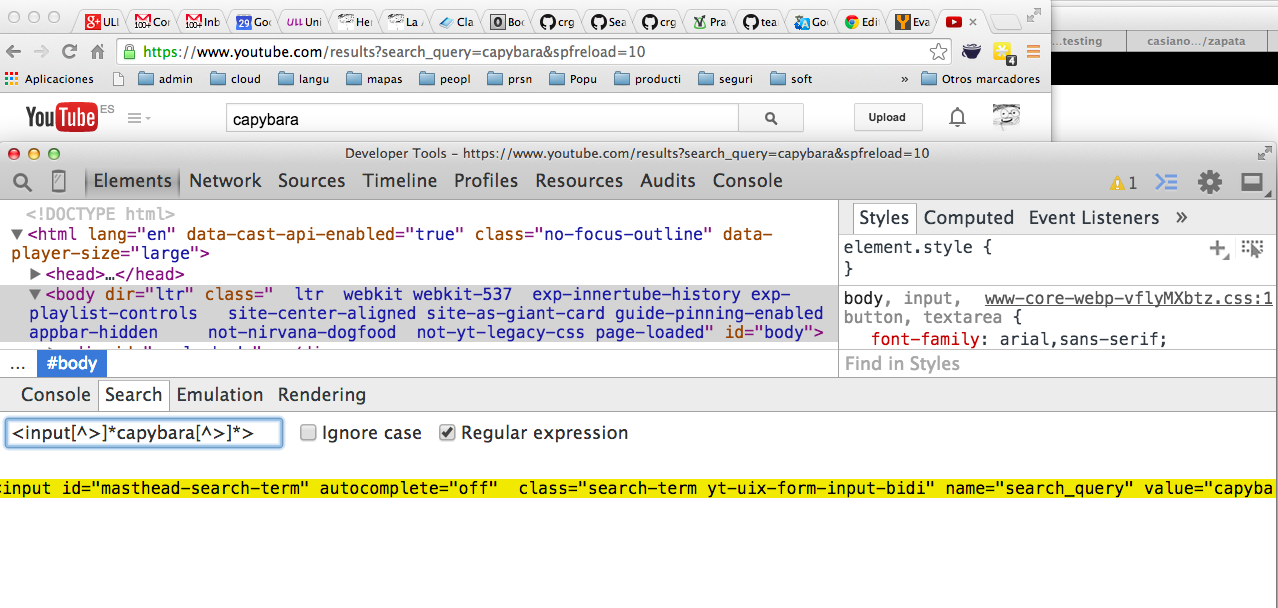 ULL Cor Inb 29 Goo ULL Uni He La Cla Boo crg Sea crg Pra tea Go Edi Eva
https://www.youtube.com/results?search_query=capybara&spfreload=10 4
...testing casiano.../zapata
Aplicaciones admin cloud langu mapas peopl prsn Popu producti seguri soft » Otros marcadores
YouTube ES capybara Upload
Developer Tools - https://www.youtube.com/results?search_query=capybara&spfreload=10
Elements Network Sources Timeline Profiles Resources Audits Console 1
<!DOCTYPE html>
▼<html lang="en" data-cast-api-enabled="true" class="no-focus-outline" data-
player-size="large">
▶<head>…</head>
▼<body dir="ltr" class="  ltr  webkit webkit-537  exp-innertube-history exp-
playlist-controls   site-center-aligned site-as-giant-card guide-pinning-enabled
appbar-hidden     not-nirvana-dogfood  not-yt-legacy-css page-loaded" id="body">
... #body
Styles Computed Event Listeners »
element.style {
}
body, input, www-core-webp-vflyMXbtz.css:1
button, textarea {
font-family: arial,sans-serif;
Find in Styles
Console Search Emulation Rendering
<input[^>]*capybara[^>]*> Ignore case Regular expression
<input id="masthead-search-term" autocomplete="off"  class="search-term yt-uix-form-input-bidi" name="search_query" value="capyba